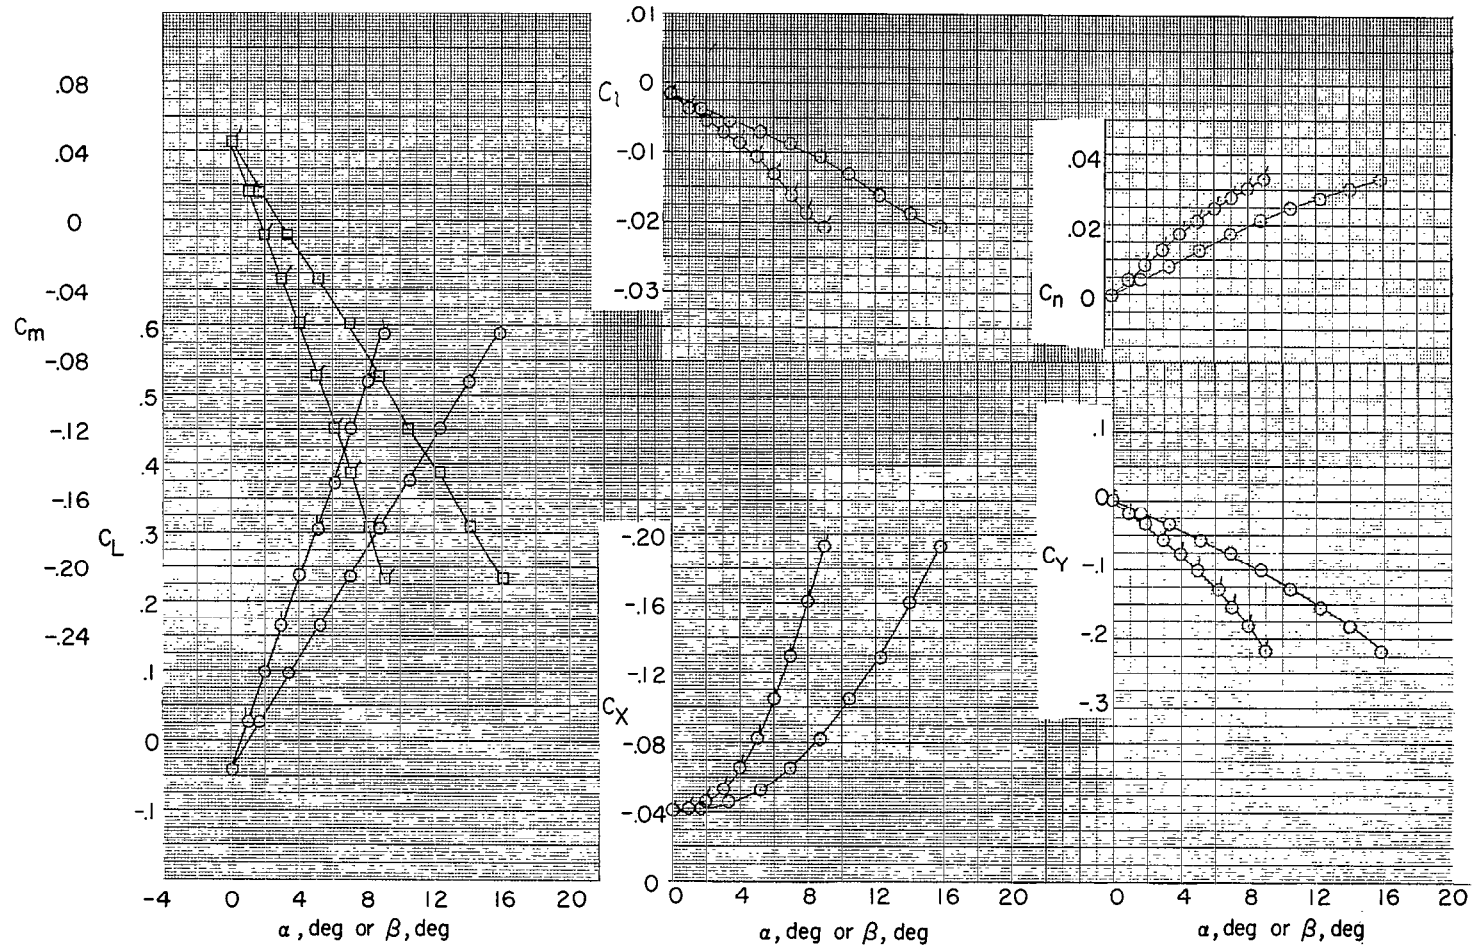 .08
.04
0
-.04
Cm
-.08
-.12
-.16
CL
-.20
-.24
.6
.5
.4
.3
.2
.1
0
-.1
-4 0 4 8 12 16 20
α, deg or β, deg
.01
0
Cl
-.01
-.02
-.03
-.20
-.16
-.12
CX
-.08
-.04
0
0 4 8 12 16 20
α, deg or β, deg
.04
.02
Cn 0
.1
0
CY
-.1
-.2
-.3
0 4 8 12 16 20
α, deg or β, deg